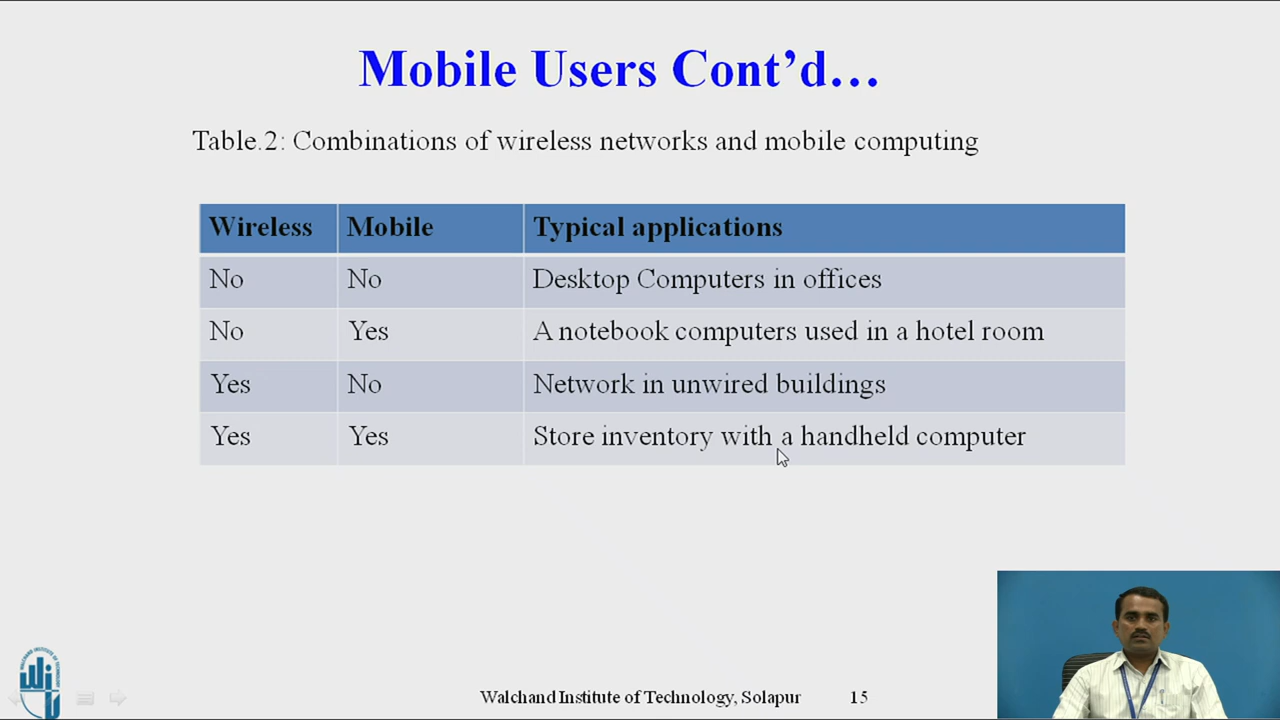 Mobile Users Cont’d…
Table.2: Combinations of wireless networks and mobile computing
Wireless Mobile Typical applications
No No Desktop Computers in offices
No Yes A notebook computers used in a hotel room
Yes No Network in unwired buildings
Yes Yes Store inventory with a handheld computer
Walchand Institute of Technology, Solapur 15